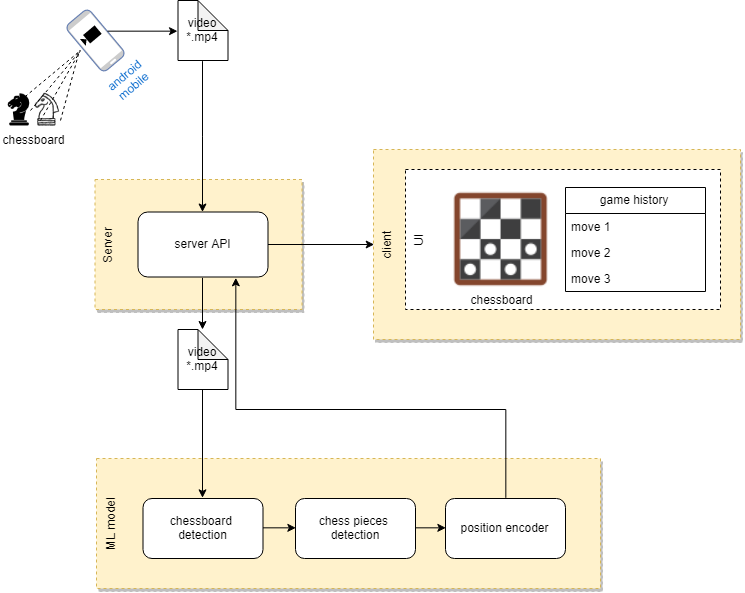 video
*.mp4
android
mobile
chessboard
Server
server API
client
UI
chessboard
game history
move 1
move 2
move 3
video
*.mp4
ML model
chessboard
detection
chess pieces
detection
position encoder